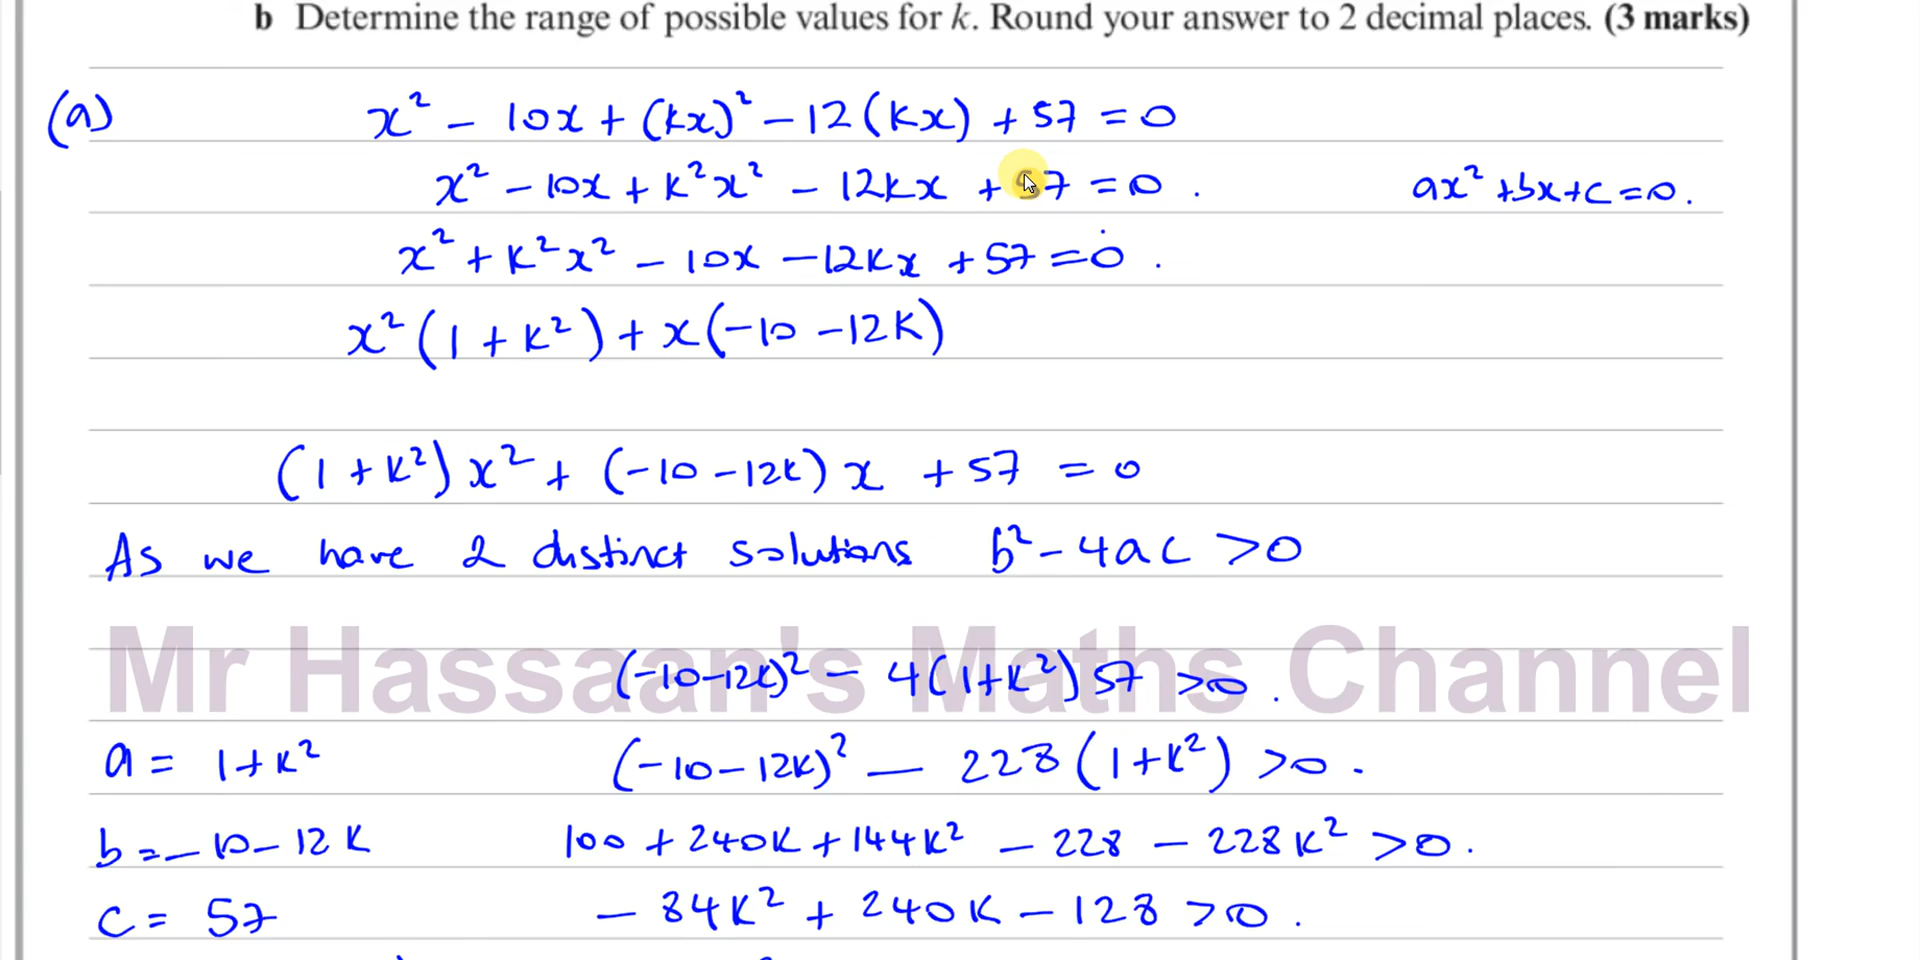 b Determine the range of possible values for k. Round your answer to 2 decimal places. (3 marks)
(a) x² - 10x + (kx)² - 12(kx) + 57 = 0
x² - 10x + k²x² - 12kx + 57 = 0 . ax² + bx + c = 0.
x² + k²x² - 10x - 12kx + 57 = 0 .
x²(1 + k²) + x(-10 - 12k)
(1 + k²)x² + (-10 - 12k)x + 57 = 0
As we have 2 distinct solutions b² - 4ac > 0
Mr Hassaan's Maths Channel
(-10-12k)² - 4(1+k²)57 > 0 .
a = 1 + k² (-10 - 12k)² - 228(1+k²) > 0 .
b = -10 - 12k 100 + 240k + 144k² - 228 - 228k² > 0 .
c = 57 - 84k² + 240k - 128 > 0 .